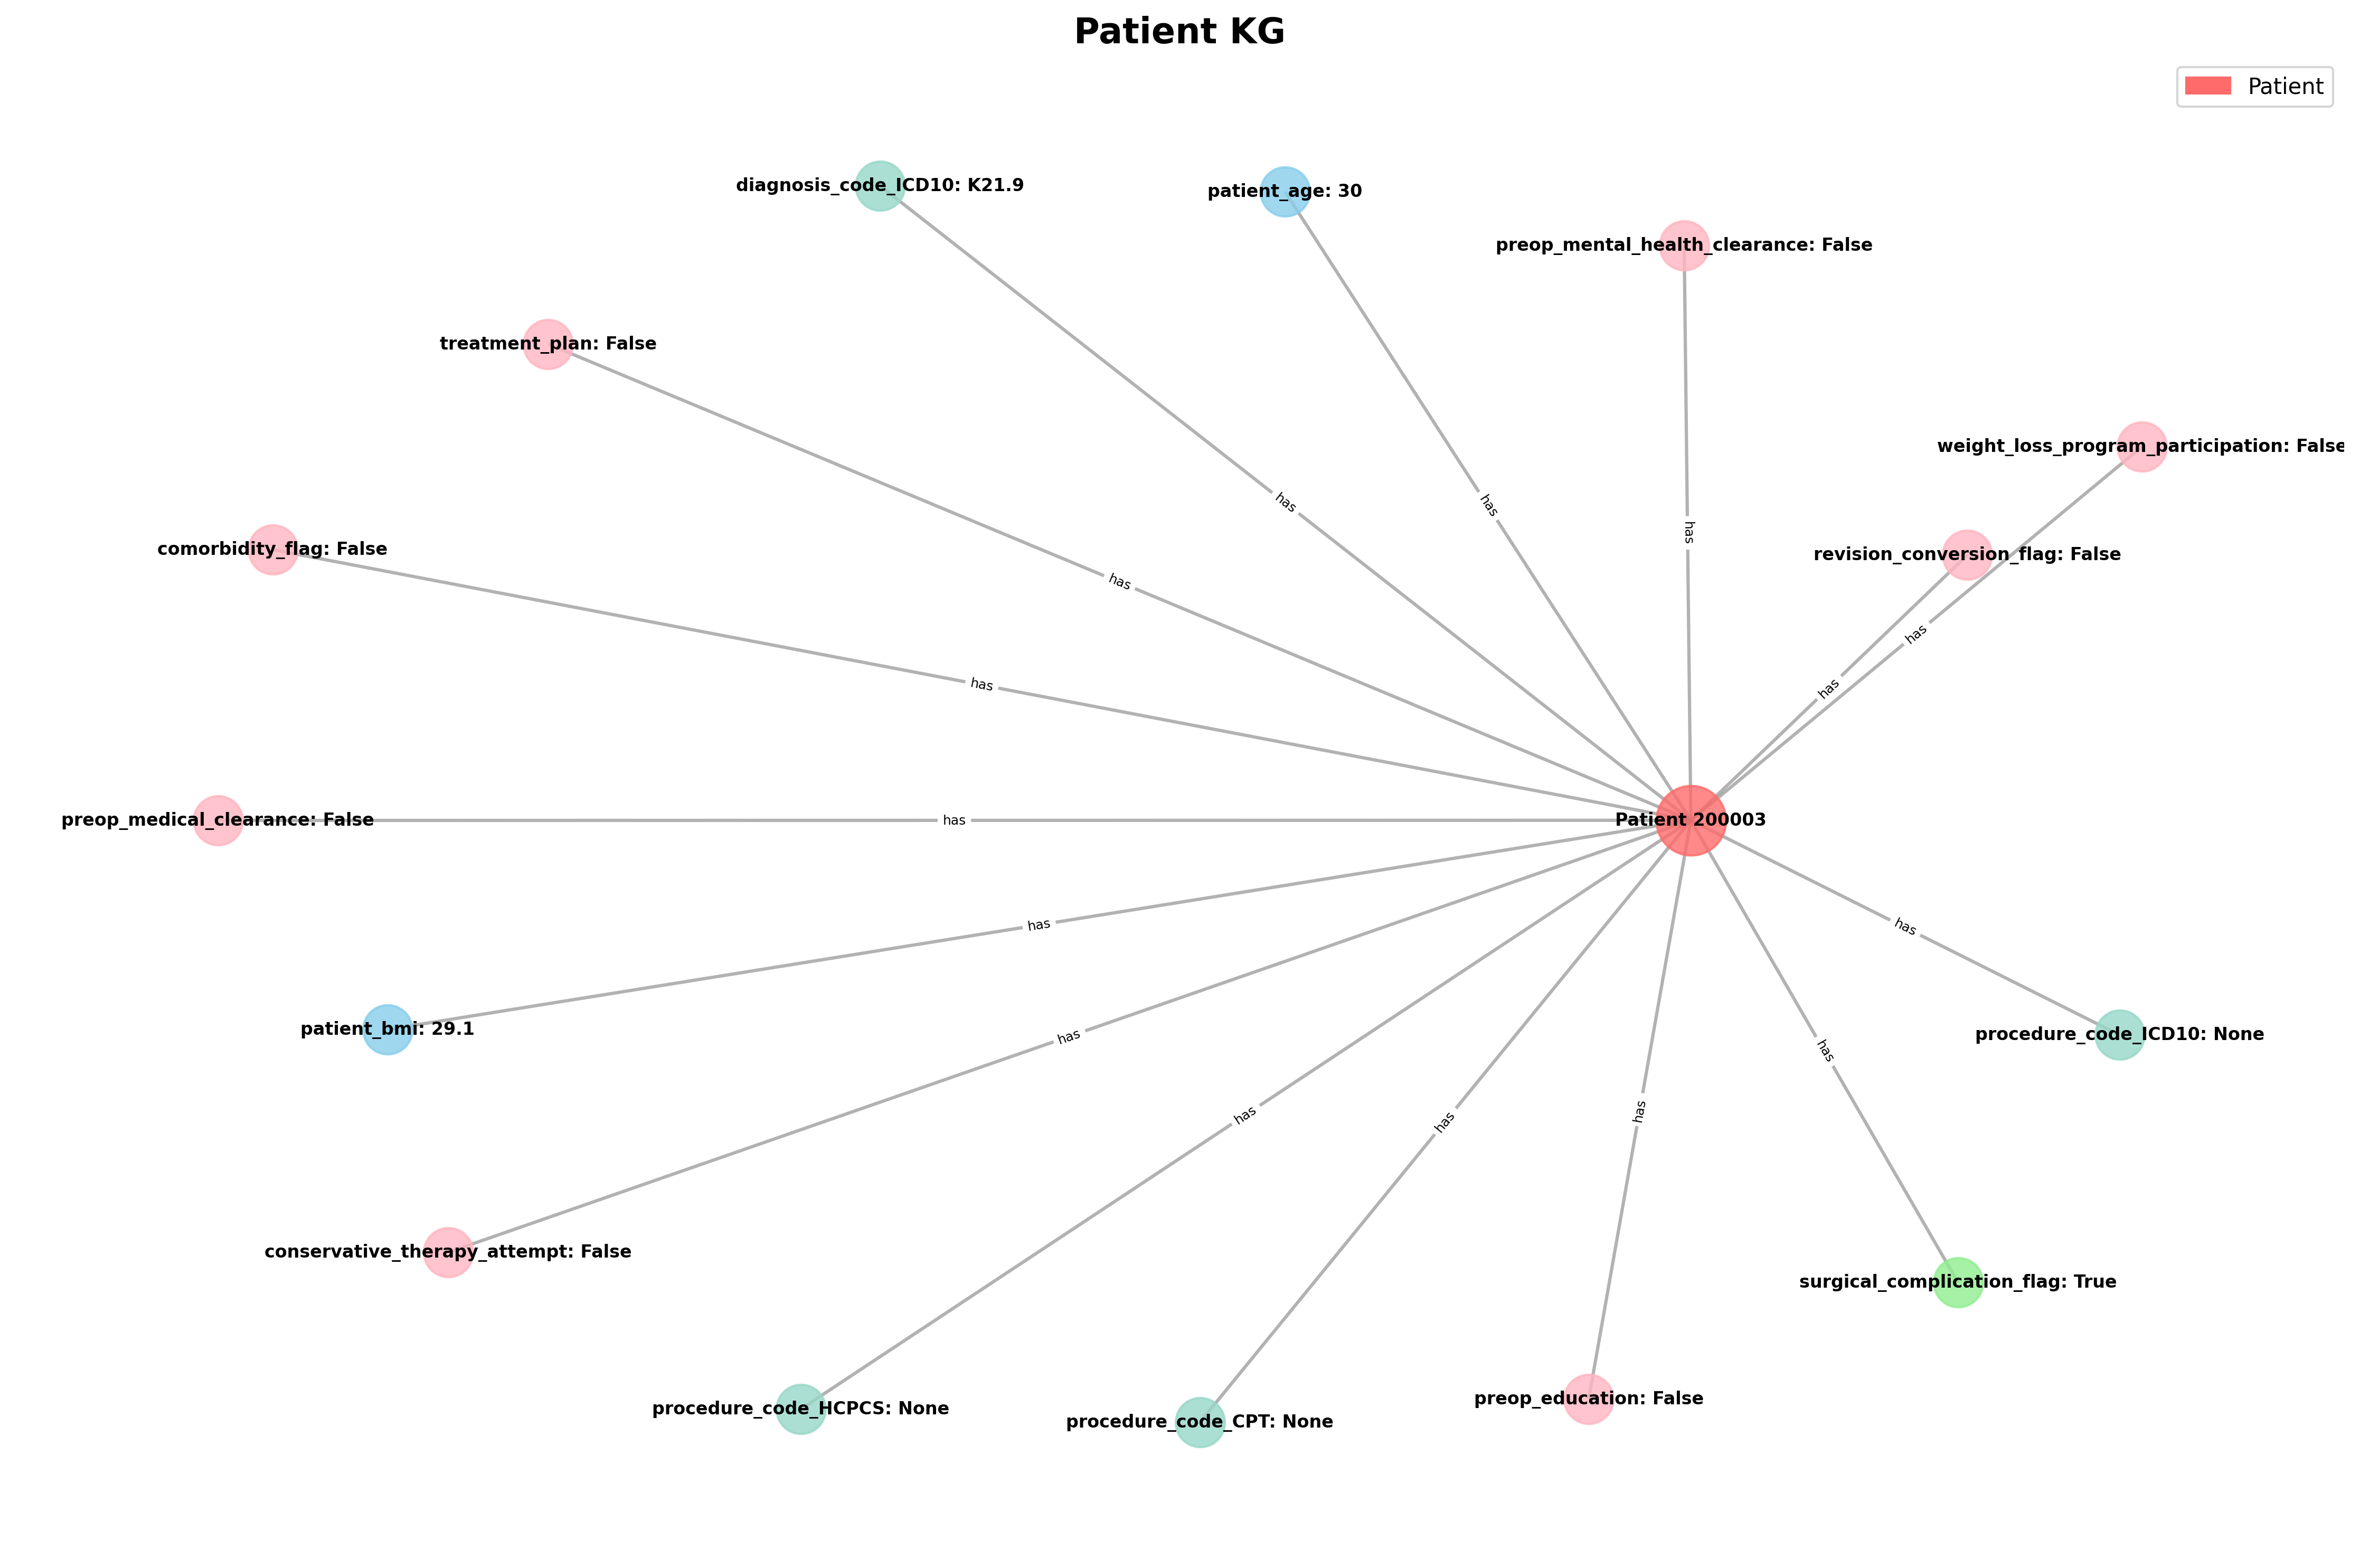 Patient KG
Patient
diagnosis_code_ICD10: K21.9
patient_age: 30
preop_mental_health_clearance: False
treatment_plan: False
weight_loss_program_participation: False
has
has
has
comorbidity_flag: False
revision_conversion_flag: False
has
has
has
has
preop_medical_clearance: False
has
Patient 200003
has
has
patient_bmi: 29.1
procedure_code_ICD10: None
has
has
has
has
has
conservative_therapy_attempt: False
surgical_complication_flag: True
preop_education: False
procedure_code_HCPCS: None
procedure_code_CPT: None